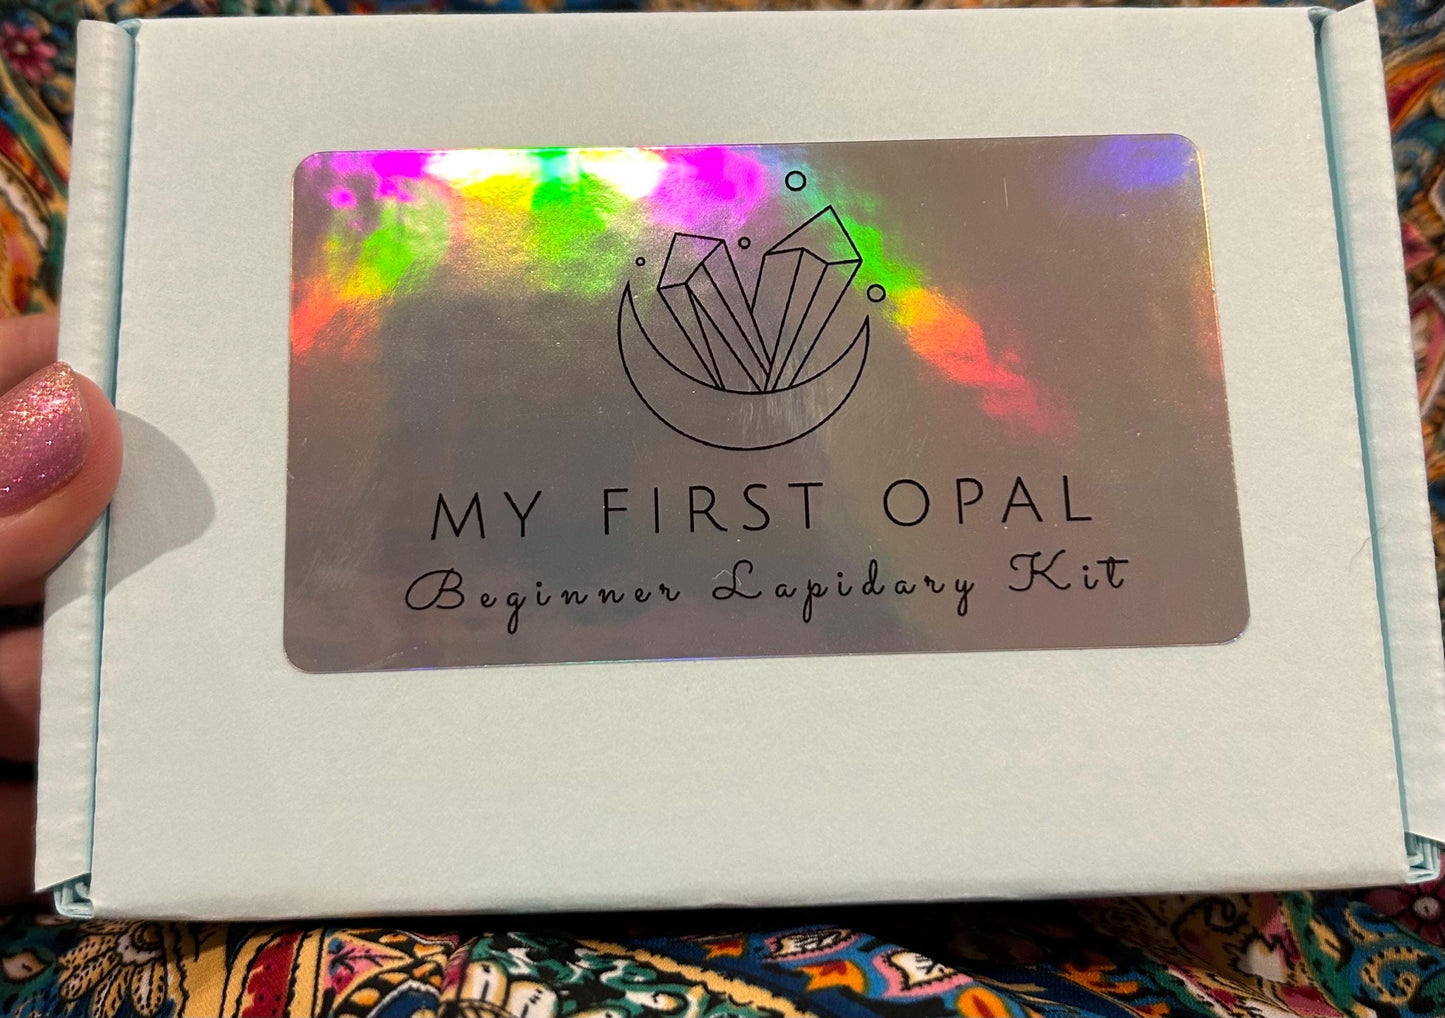 MY FIRST OPAL
Beginner Lapidary Kit